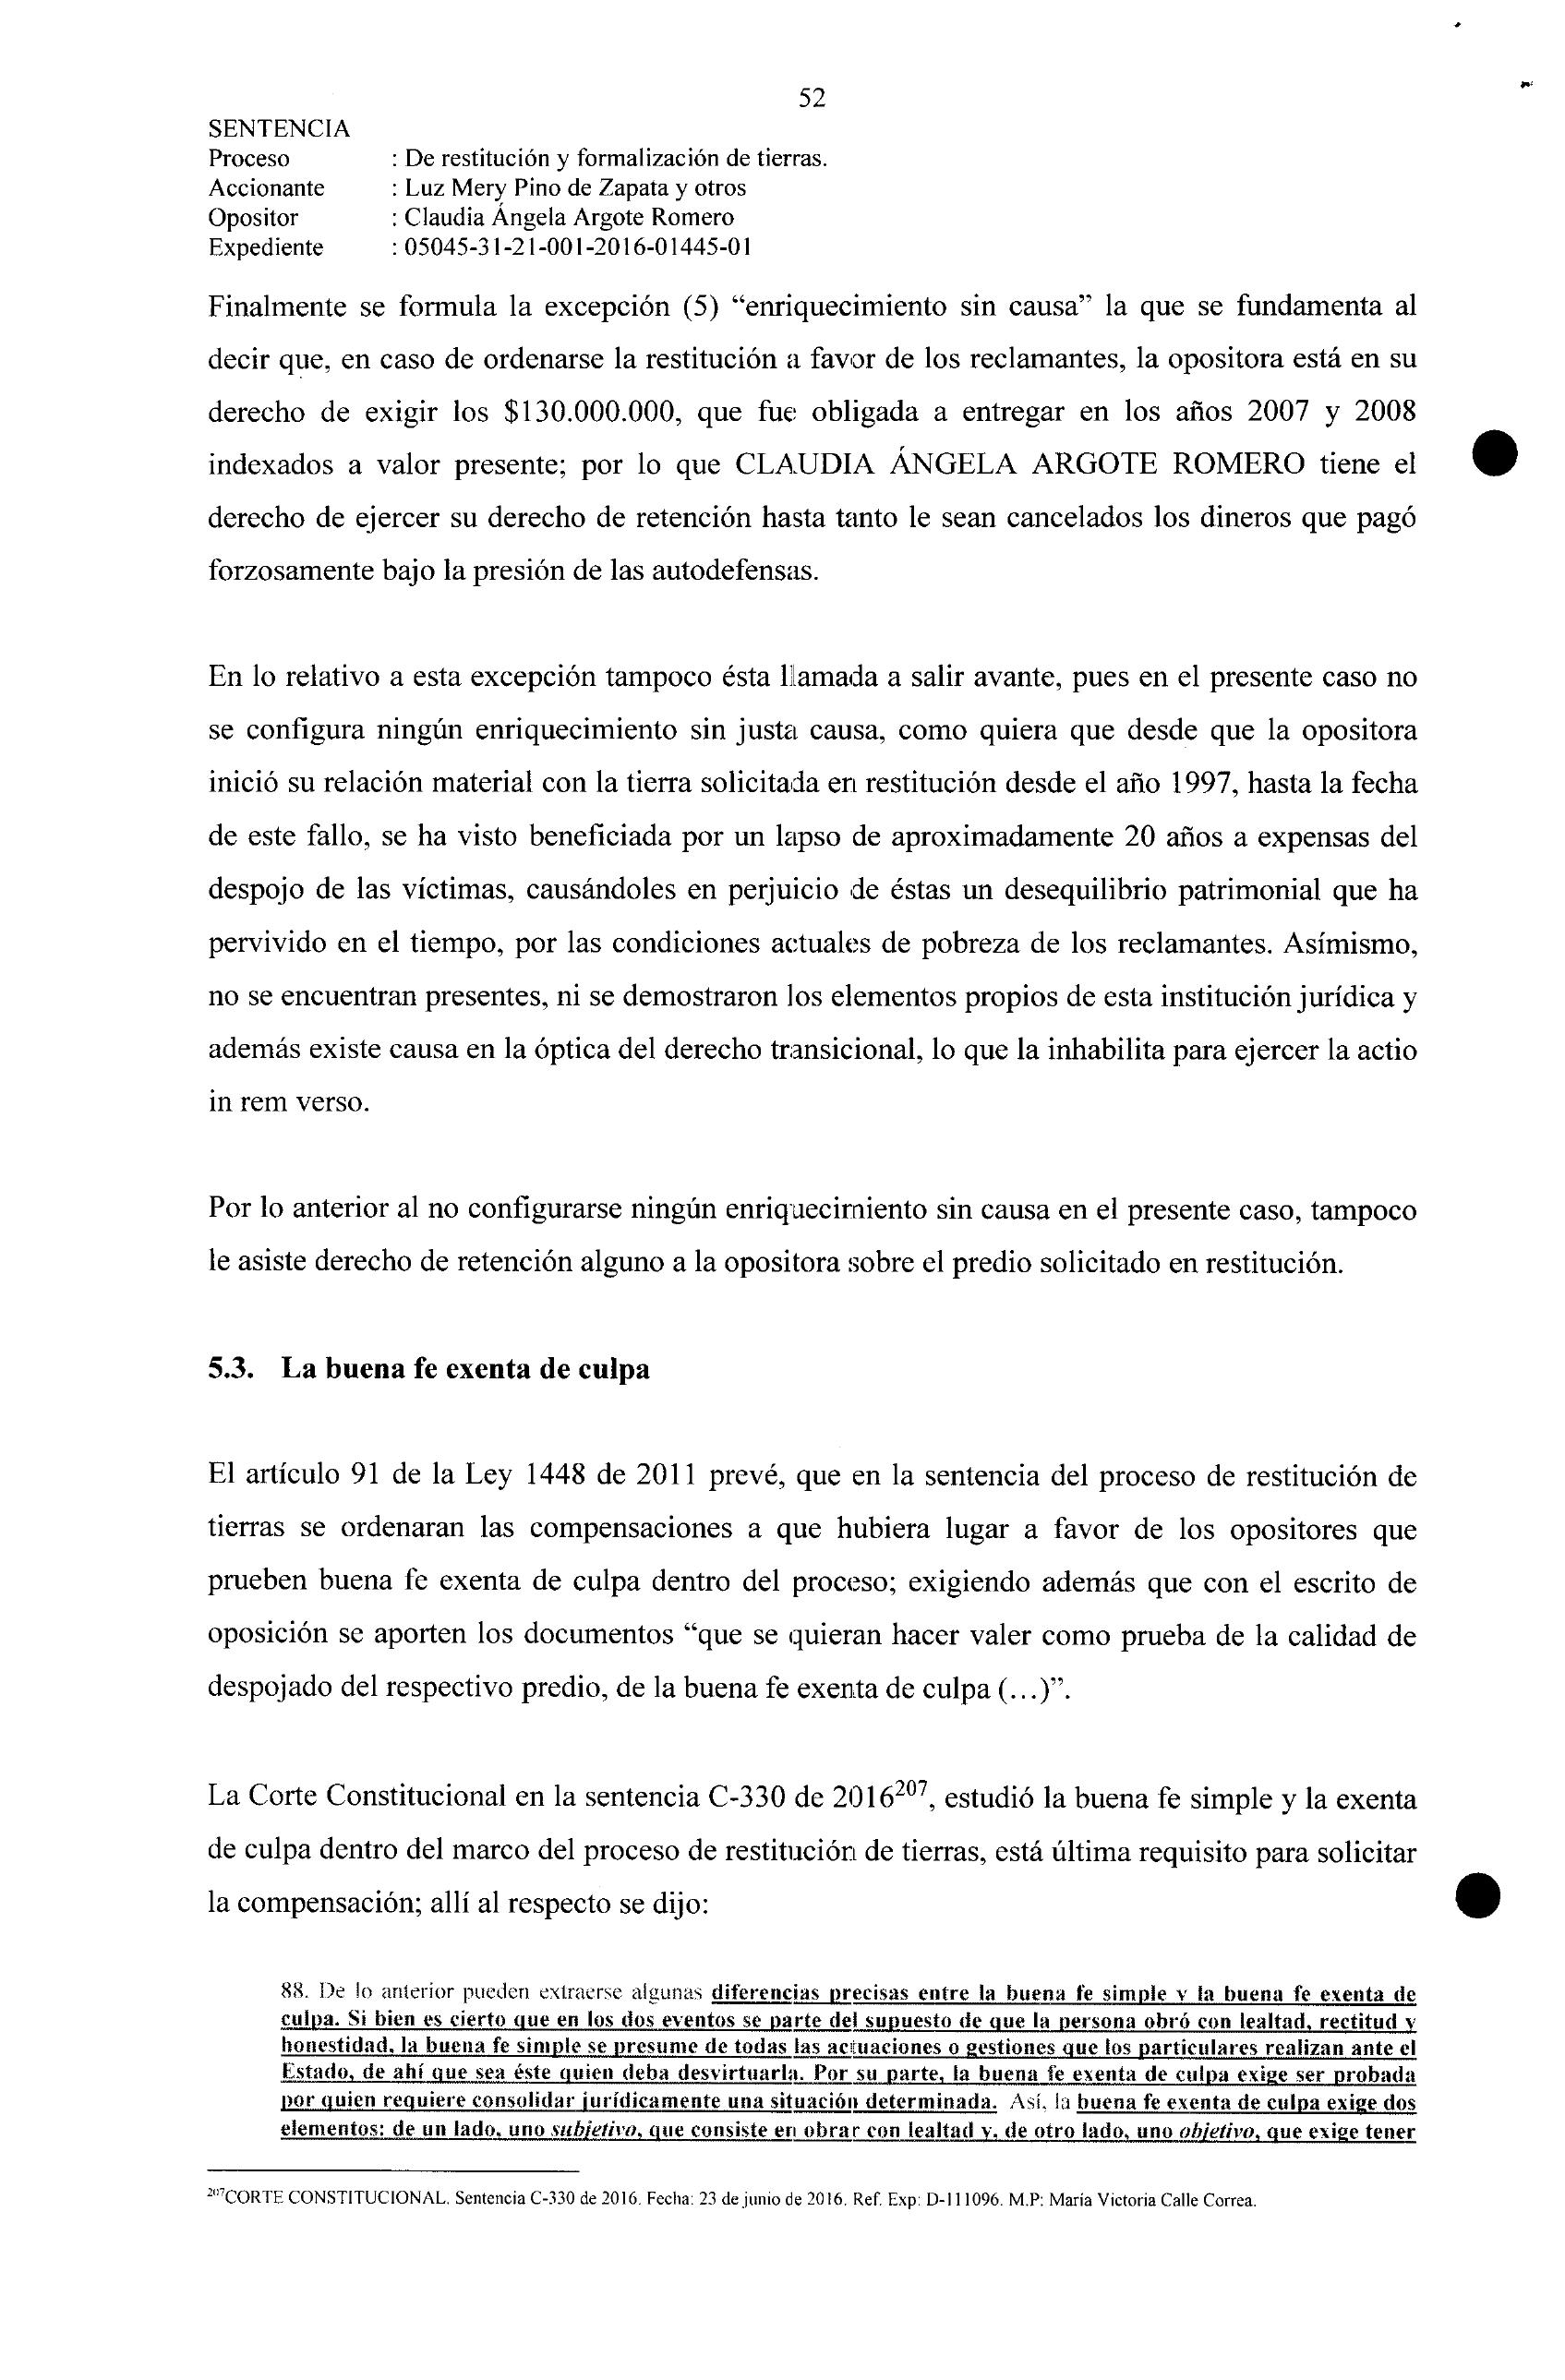 52
SENTENCIA
Proceso : De restitución y formalización de tierras.
Accionante : Luz Mery Pino de Zapata y otros
Opositor : Claudia Ángela Argote Romero
Expediente : 05045-31-21-001-2016-01445-01
Finalmente se formula la excepción (5) “enriquecimiento sin causa” la que se fundamenta al
decir que, en caso de ordenarse la restitución a favor de los reclamantes, la opositora está en su
derecho de exigir los $130.000.000, que fue obligada a entregar en los años 2007 y 2008
indexados a valor presente; por lo que CLAUDIA ÁNGELA ARGOTE ROMERO tiene el
derecho de ejercer su derecho de retención hasta tanto le sean cancelados los dineros que pagó
forzosamente bajo la presión de las autodefensas.
En lo relativo a esta excepción tampoco ésta llamada a salir avante, pues en el presente caso no
se configura ningún enriquecimiento sin justa causa, como quiera que desde que la opositora
inició su relación material con la tierra solicitada en restitución desde el año 1997, hasta la fecha
de este fallo, se ha visto beneficiada por un lapso de aproximadamente 20 años a expensas del
despojo de las víctimas, causándoles en perjuicio de éstas un desequilibrio patrimonial que ha
pervivido en el tiempo, por las condiciones actuales de pobreza de los reclamantes. Asímismo,
no se encuentran presentes, ni se demostraron los elementos propios de esta institución jurídica y
además existe causa en la óptica del derecho transicional, lo que la inhabilita para ejercer la actio
in rem verso.
Por lo anterior al no configurarse ningún enriquecimiento sin causa en el presente caso, tampoco
le asiste derecho de retención alguno a la opositora sobre el predio solicitado en restitución.
5.3. La buena fe exenta de culpa
El artículo 91 de la Ley 1448 de 2011 prevé, que en la sentencia del proceso de restitución de
tierras se ordenaran las compensaciones a que hubiera lugar a favor de los opositores que
prueben buena fe exenta de culpa dentro del proceso; exigiendo además que con el escrito de
oposición se aporten los documentos “que se quieran hacer valer como prueba de la calidad de
despojado del respectivo predio, de la buena fe exenta de culpa (...)”.
La Corte Constitucional en la sentencia C-330 de 2016207, estudió la buena fe simple y la exenta
de culpa dentro del marco del proceso de restitución de tierras, está última requisito para solicitar
la compensación; allí al respecto se dijo:
88. De lo anterior pueden extraerse algunas diferencias precisas entre la buena fe simple y la buena fe exenta de
culpa. Si bien es cierto que en los dos eventos se parte del supuesto de que la persona obró con lealtad, rectitud y
honestidad, la buena fe simple se presume de todas las actuaciones o gestiones que los particulares realizan ante el
Estado, de ahí que sea éste quien deba desvirtuarla. Por su parte, la buena fe exenta de culpa exige ser probada
por quien requiere consolidar jurídicamente una situación determinada. Así, la buena fe exenta de culpa exige dos
elementos: de un lado, uno subjetivo, que consiste en obrar con lealtad y, de otro lado, uno objetivo, que exige tener
207CORTE CONSTITUCIONAL. Sentencia C-330 de 2016. Fecha: 23 de junio de 2016. Ref. Exp: D-111096. M.P: María Victoria Calle Correa.